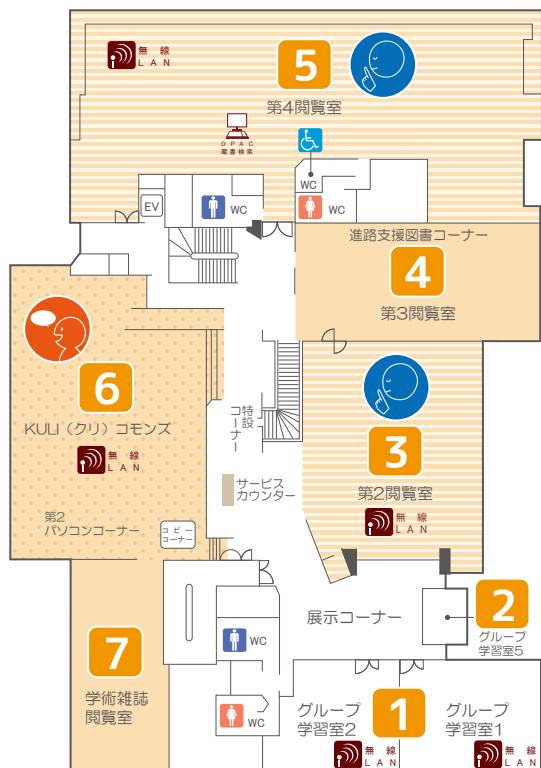 無線
LAN
5
第4閲覧室
OPAC
蔵書検索
WC
EV
WC
WC
進路支援図書コーナー
4
第3閲覧室
6
KULI（クリ）コモンズ
無線
LAN
特設
コーナー
3
第2閲覧室
無線
LAN
サービス
カウンター
第2
パソコンコーナー
コピー
コーナー
展示コーナー
2
グループ
学習室5
WC
7
学術雑誌
閲覧室
WC
グループ
学習室2
1
グループ
学習室1
無線
LAN
無線
LAN